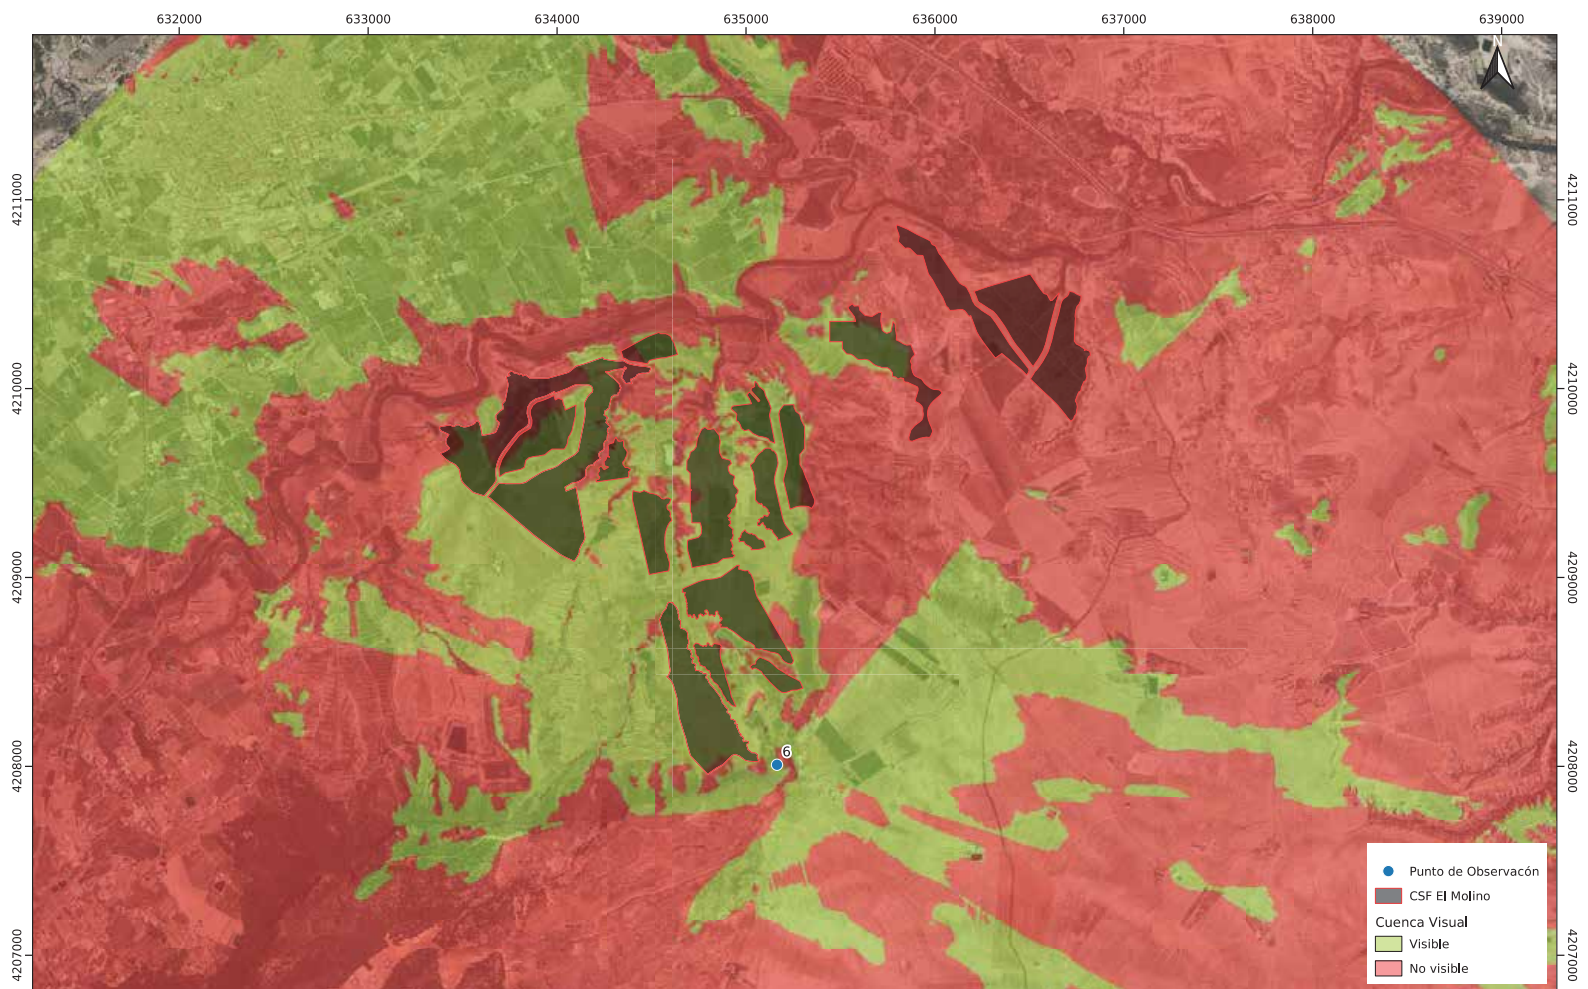 632000 633000 634000 635000 636000 637000 638000 639000
N
4211000 4211000
4210000 4210000
4209000 4209000
4208000 4208000
4207000 4207000
6
Punto de Observacón
CSF El Molino
Cuenca Visual
Visible
No visible